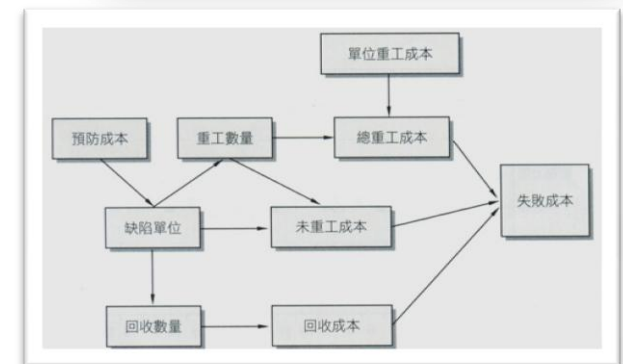 單位重工成本
預防成本
重工數量
總重工成本
失敗成本
缺陷單位
未重工成本
回收數量
回收成本